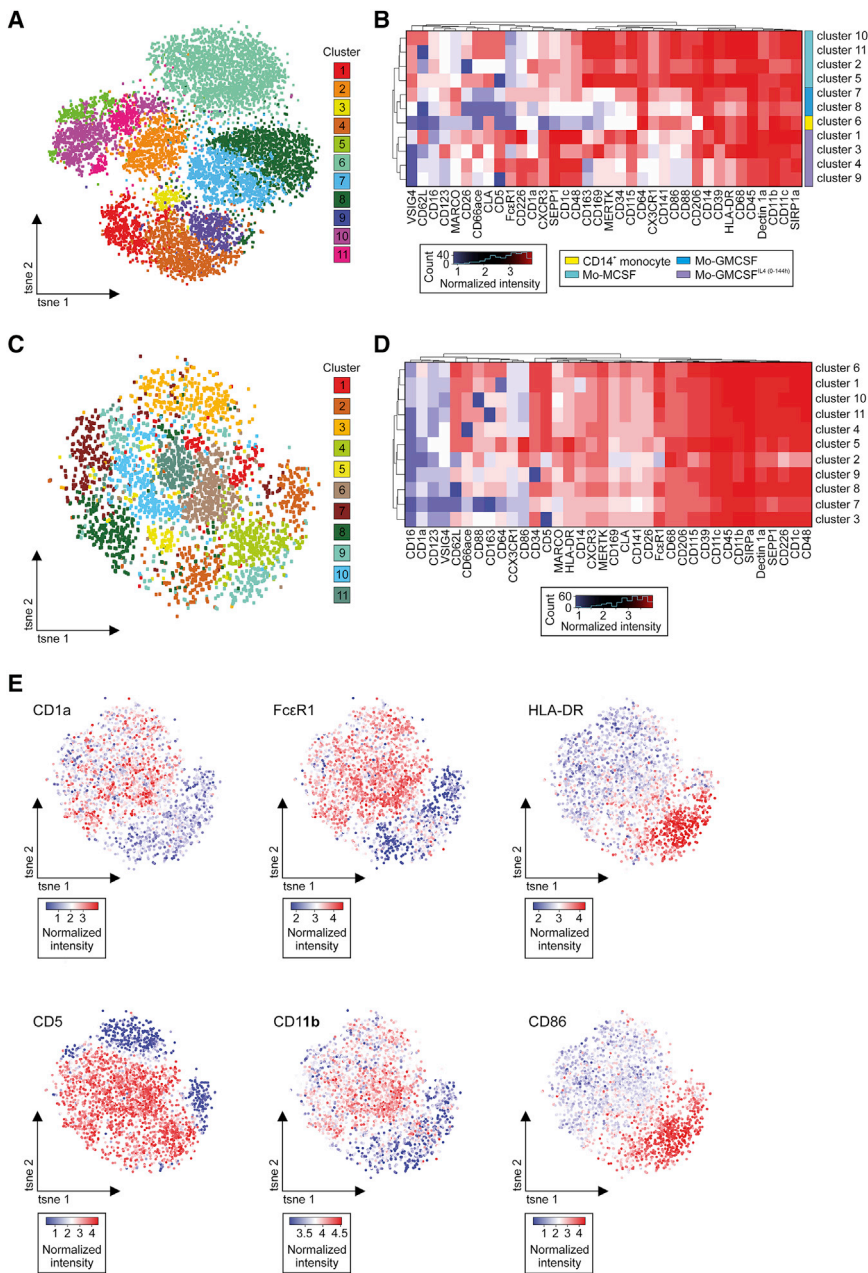 A
Cluster
1
2
3
4
5
6
7
8
9
10
11
tsne 2
tsne 1
B
cluster 10
cluster 11
cluster 2
cluster 5
cluster 7
cluster 8
cluster 6
cluster 1
cluster 3
cluster 4
cluster 9
VSIG4
CD62L
CD16
CD123
MARCO
CD26
CD66ace
CLA
CD5
FcεR1
CD226
CD1a
CXCR3
SEPP1
CD1c
CD48
CD163
CD169
MERTK
CD34
CD115
CD64
CX3CR1
CD141
CD86
CD88
CD206
CD14
CD39
HLA-DR
CD68
CD45
Dectin 1a
CD11b
CD11c
SIRP1a
Count
40
20
0
1 2 3
Normalized intensity
CD14+ monocyte
Mo-MCSF
Mo-GMCSF
Mo-GMCSF IL4 (0-144h)
C
Cluster
1
2
3
4
5
6
7
8
9
10
11
tsne 2
tsne 1
D
cluster 6
cluster 1
cluster 10
cluster 11
cluster 4
cluster 5
cluster 2
cluster 9
cluster 8
cluster 7
cluster 3
CD16
CD1a
CD123
VSIG4
CD62L
CD66ace
CD88
CD163
CD64
CCX3CR1
CD86
CD34
CD5
MARCO
HLA-DR
CD14
CXCR3
MERTK
CD169
CLA
CD141
CD26
FcεR1
CD68
CD206
CD115
CD39
CD11c
CD45
CD11b
SIRPa
Dectin 1a
SEPP1
CD226
CD1c
CD48
Count
60
0
1 2 3
Normalized intensity
E
CD1a
tsne 2
tsne 1
1 2 3
Normalized
intensity
FcεR1
tsne 2
tsne 1
2 3 4
Normalized
intensity
HLA-DR
tsne 2
tsne 1
2 3 4
Normalized
intensity
CD5
tsne 2
tsne 1
1 2 3 4
Normalized
intensity
CD11b
tsne 2
tsne 1
3.5 4 4.5
Normalized
intensity
CD86
tsne 2
tsne 1
1 2 3 4
Normalized
intensity